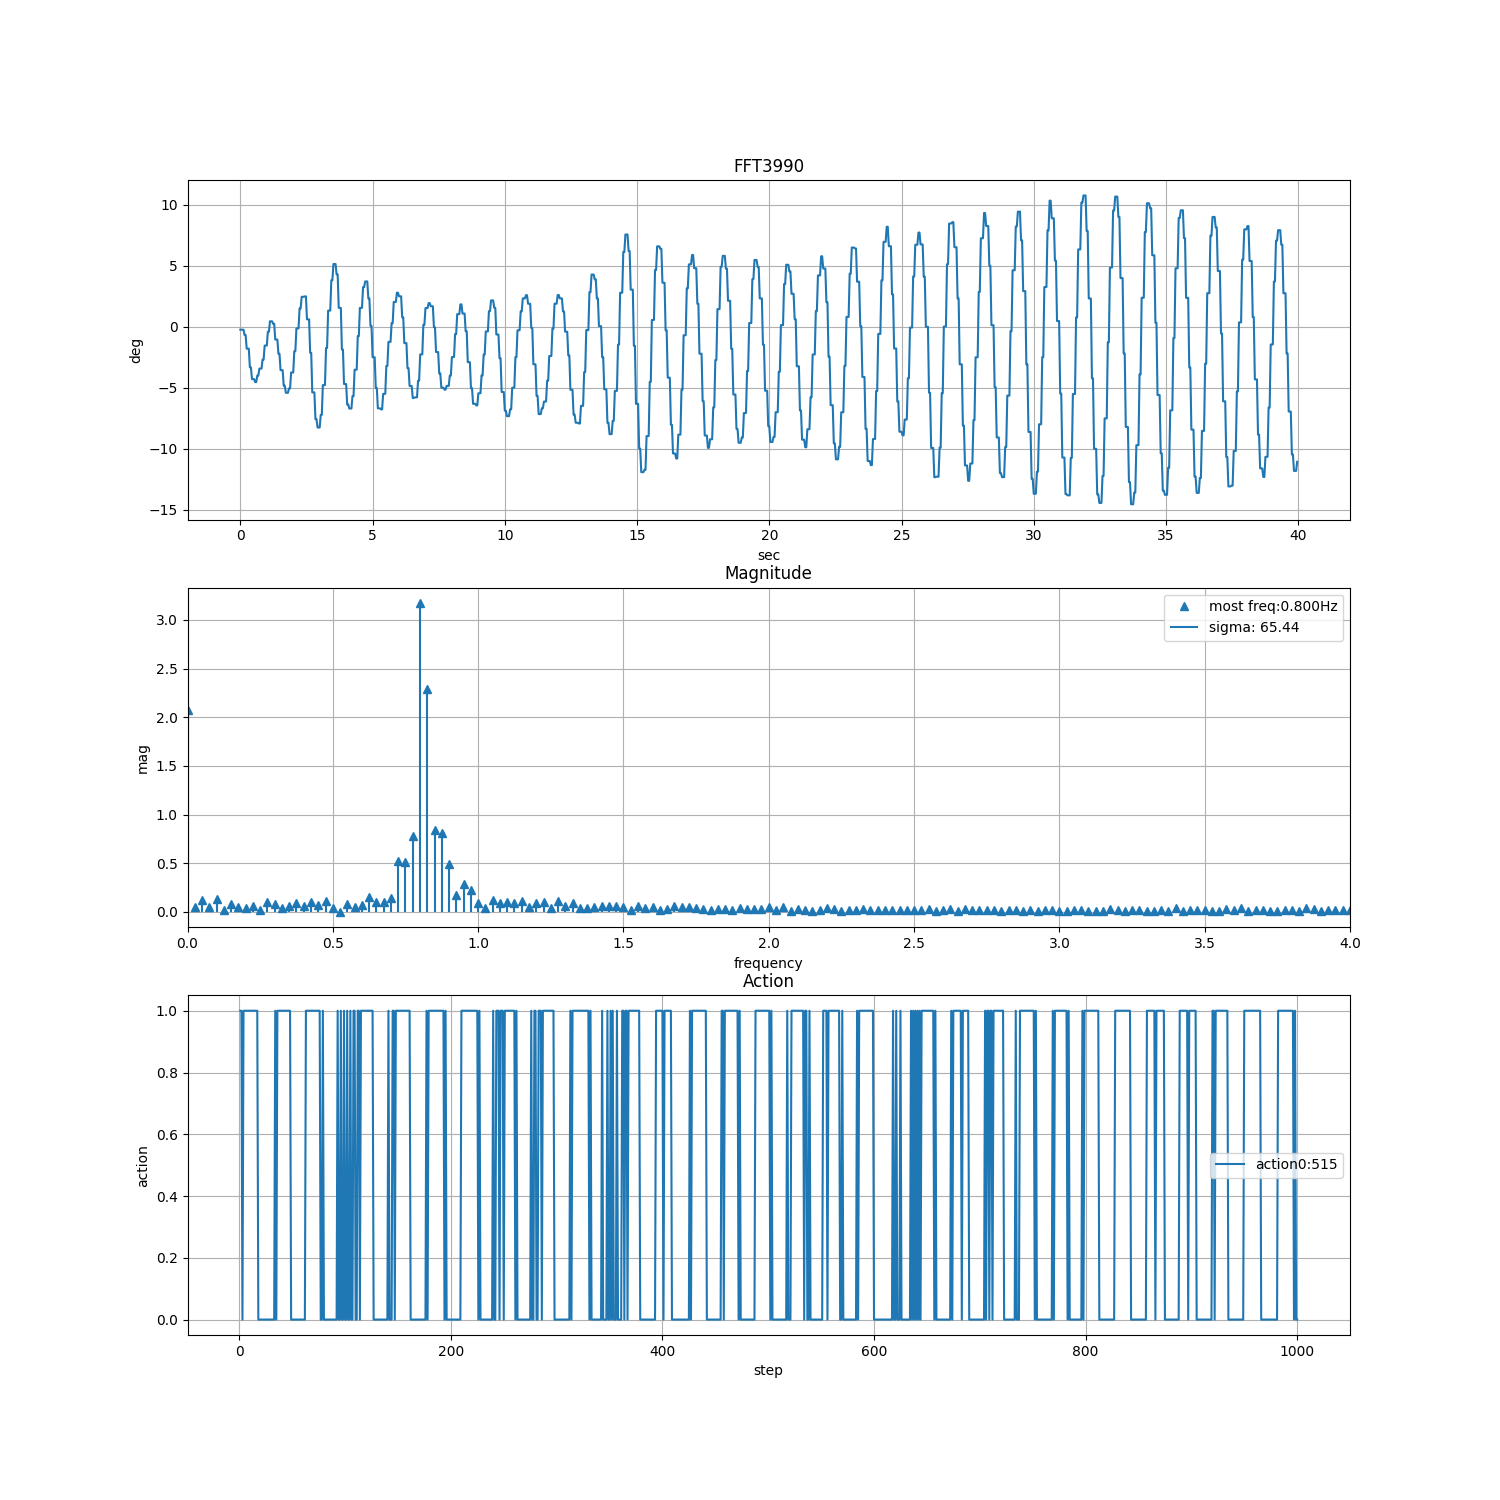 FFT3990
10
5
0
−5
−10
−15
deg
0 5 10 15 20 25 30 35 40
sec
Magnitude
most freq:0.800Hz
sigma: 65.44
3.0
2.5
2.0
1.5
1.0
0.5
0.0
mag
0.0 0.5 1.0 1.5 2.0 2.5 3.0 3.5 4.0
frequency
Action
1.0
0.8
0.6
0.4
0.2
0.0
action
action0:515
0 200 400 600 800 1000
step